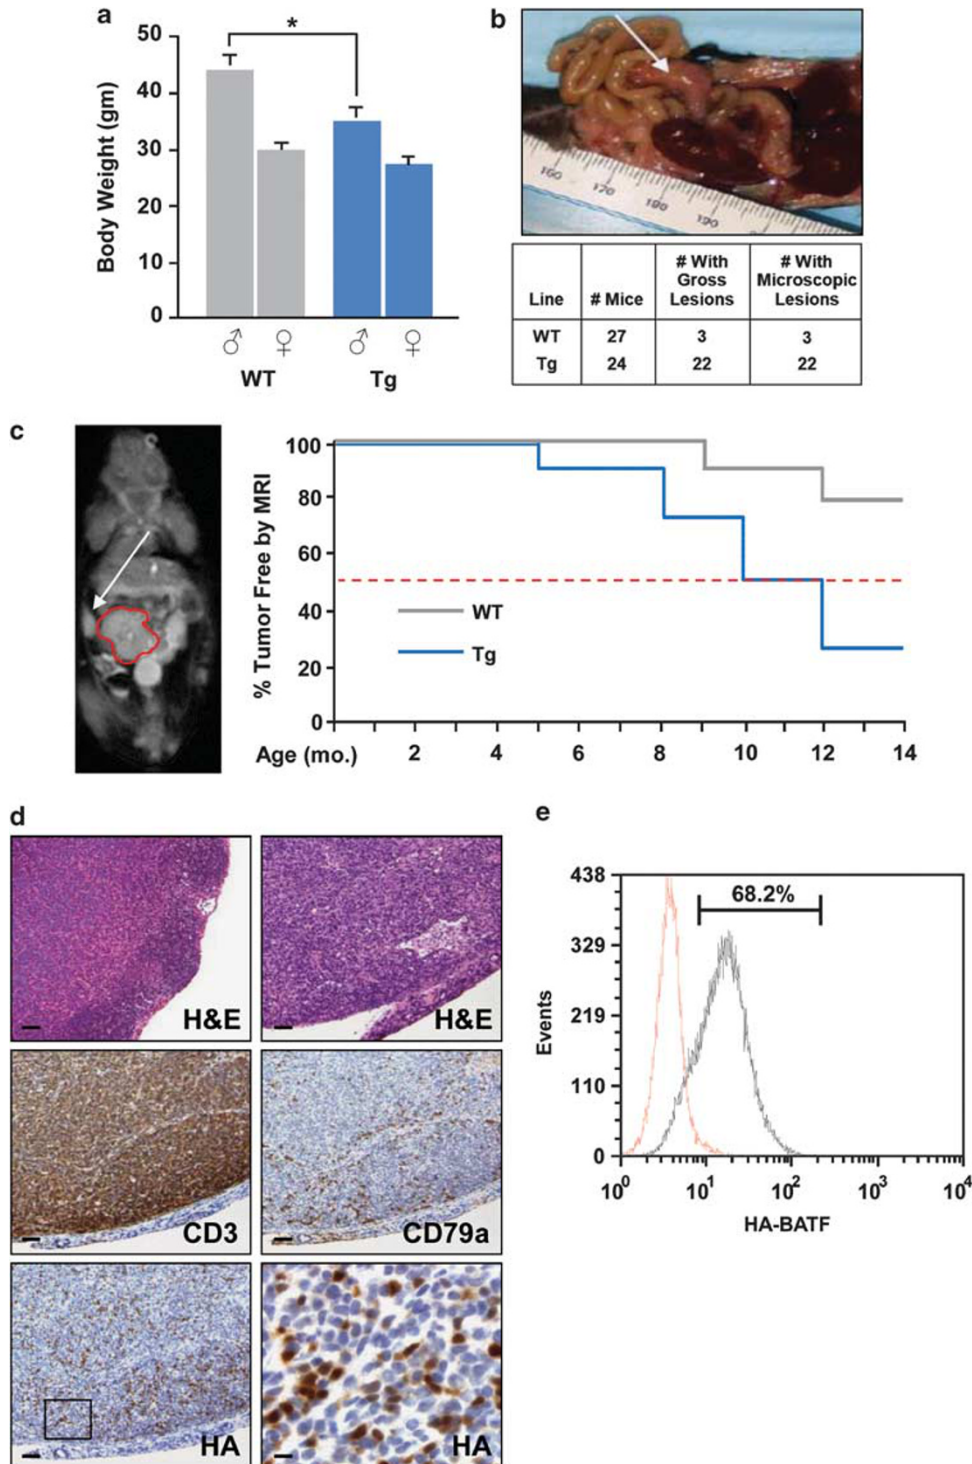 a
50
40
30
20
10
0
Body Weight (gm)
*
♂ ♀ ♂ ♀
WT Tg
b
160 170 180 190
Line # Mice # With Gross Lesions # With Microscopic Lesions
WT 27 3 3
Tg 24 22 22
c
% Tumor Free by MRI
100
80
60
40
20
0
WT
Tg
Age (mo.) 2 4 6 8 10 12 14
d
H&E H&E
CD3 CD79a
HA HA
e
438
329
219
110
0
Events
68.2%
10⁰ 10¹ 10² 10³ 10⁴
HA-BATF